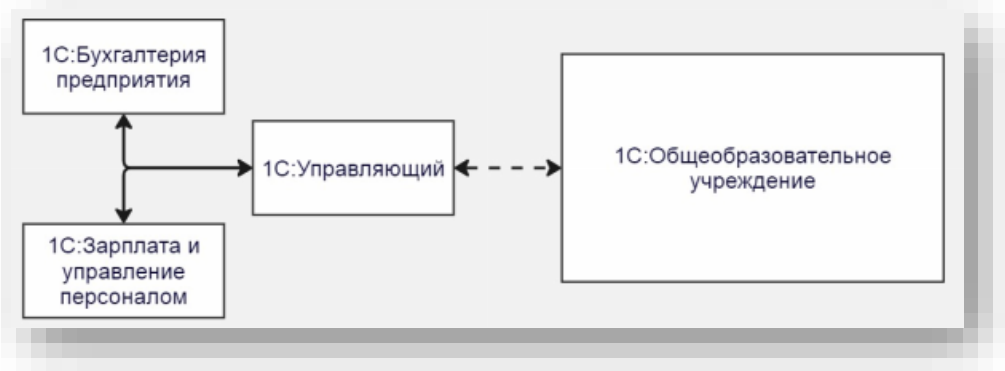 1С:Бухгалтерия
предприятия
1С:Управляющий
1С:Общеобразовательное
учреждение
1С:Зарплата и
управление
персоналом